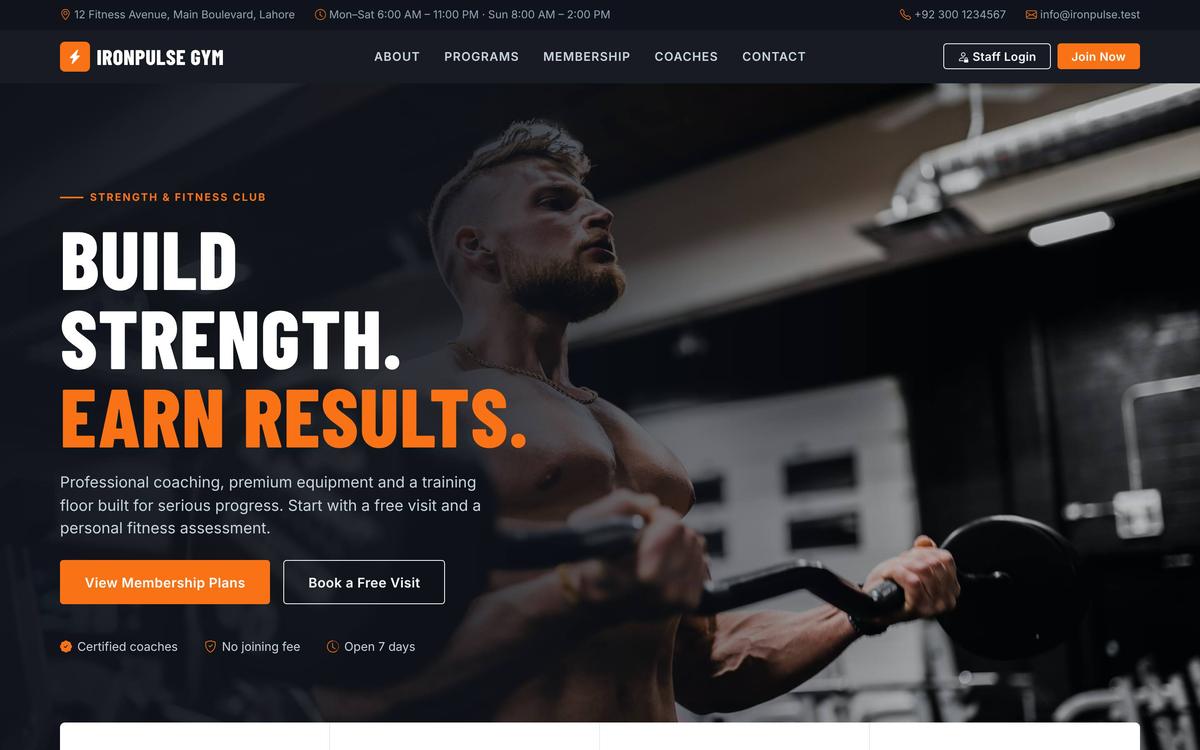 12 Fitness Avenue, Main Boulevard, Lahore
Mon–Sat 6:00 AM – 11:00 PM · Sun 8:00 AM – 2:00 PM
+92 300 1234567
info@ironpulse.test
IRONPULSE GYM
ABOUT
PROGRAMS
MEMBERSHIP
COACHES
CONTACT
Staff Login
Join Now
STRENGTH & FITNESS CLUB
BUILD
STRENGTH.
EARN RESULTS.
Professional coaching, premium equipment and a training
floor built for serious progress. Start with a free visit and a
personal fitness assessment.
View Membership Plans
Book a Free Visit
Certified coaches
No joining fee
Open 7 days